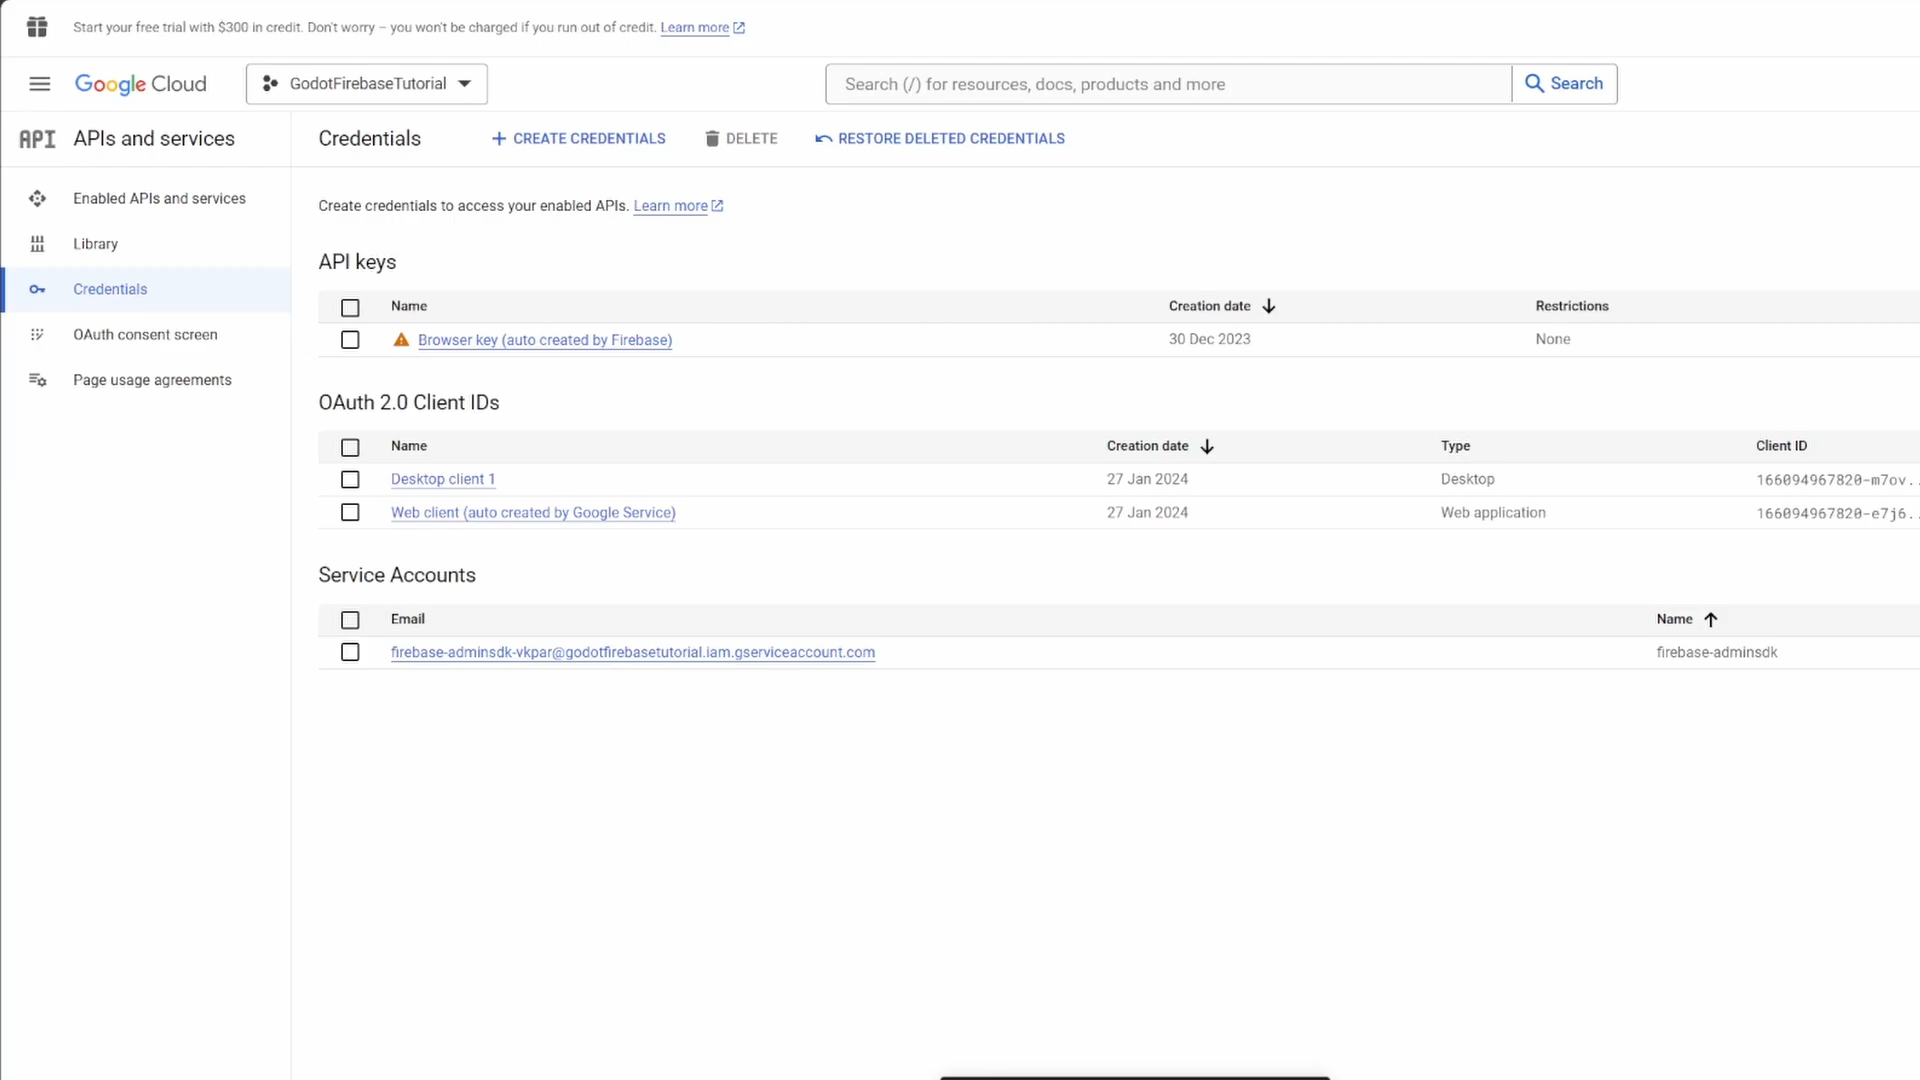 Start your free trial with $300 in credit. Don't worry – you won't be charged if you run out of credit. Learn more
Google Cloud
GodotFirebaseTutorial
Search (/) for resources, docs, products and more
Search
API APIs and services
Credentials
CREATE CREDENTIALS
DELETE
RESTORE DELETED CREDENTIALS
Enabled APIs and services
Library
Credentials
OAuth consent screen
Page usage agreements
Create credentials to access your enabled APIs. Learn more
API keys
Name Creation date Restrictions
Browser key (auto created by Firebase) 30 Dec 2023 None
OAuth 2.0 Client IDs
Name Creation date Type Client ID
Desktop client 1 27 Jan 2024 Desktop 166094967820-m7ov..
Web client (auto created by Google Service) 27 Jan 2024 Web application 166094967820-e7j6..
Service Accounts
Email Name
firebase-adminsdk-vkpar@godotfirebasetutorial.iam.gserviceaccount.com firebase-adminsdk